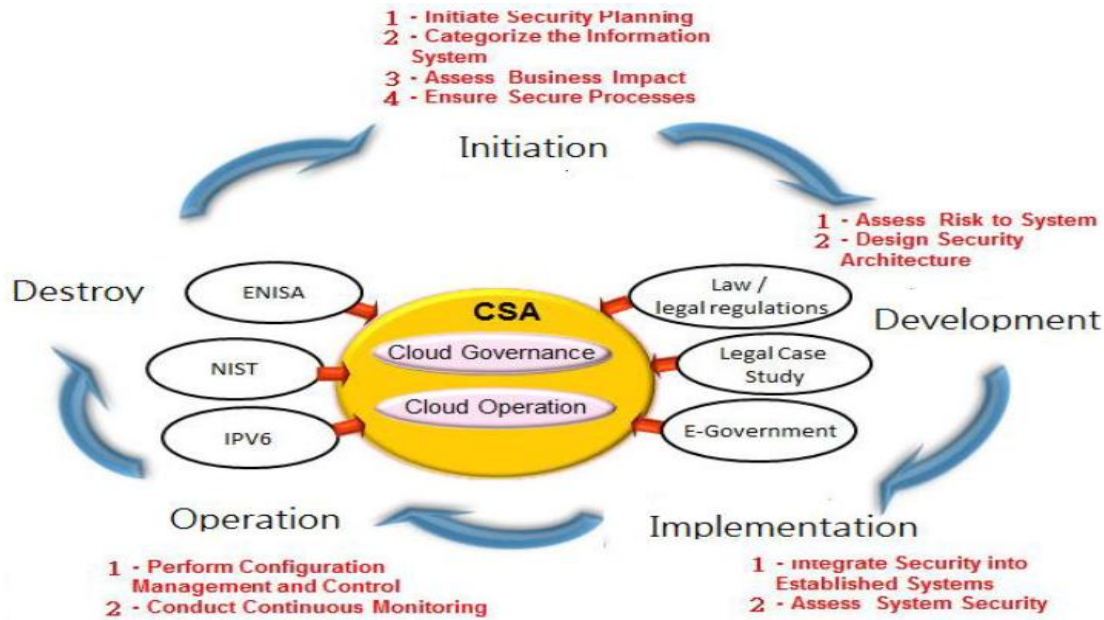 1 - Initiate Security Planning
2 - Categorize the Information
System
3 - Assess Business Impact
4 - Ensure Secure Processes
Initiation
1 - Assess Risk to System
2 - Design Security
Architecture
Destroy
Development
ENISA
NIST
IPV6
CSA
Cloud Governance
Cloud Operation
Law /
legal regulations
Legal Case
Study
E-Government
Operation
1 - Perform Configuration
Management and Control
2 - Conduct Continuous Monitoring
Implementation
1 - Integrate Security into
Established Systems
2 - Assess System Security